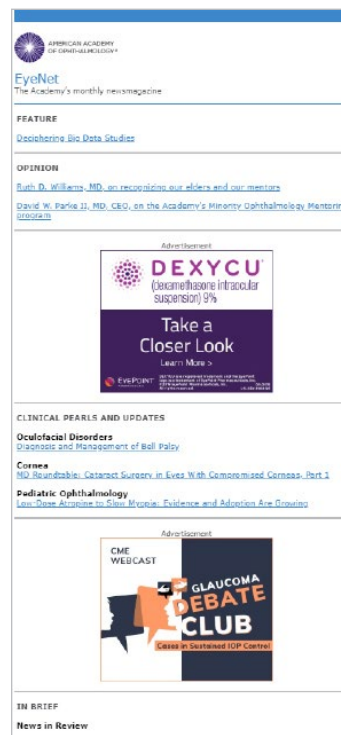 AMERICAN ACADEMY
OF OPHTHALMOLOGY®
EyeNet
The Academy's monthly newsmagazine
FEATURE
Deciphering Big Data Studies
OPINION
Ruth D. Williams, MD, on recognizing our elders and our mentors
David W. Parke II, MD, CEO, on the Academy's Minority Ophthalmology Mentorin
program
Advertisement
DEXYCU
(dexamethasone intraocular
suspension) 9%
Take a
Closer Look
Learn More >
EYEPOINT
CLINICAL PEARLS AND UPDATES
Oculofacial Disorders
Diagnosis and Management of Bell Palsy
Cornea
MD Roundtable: Cataract Surgery in Eyes With Compromised Corneas, Part 1
Pediatric Ophthalmology
Low-Dose Atropine to Slow Myopia: Evidence and Adoption Are Growing
Advertisement
CME
WEBCAST
GLAUCOMA
DEBATE
CLUB
Cases in Sustained IOP Control
IN BRIEF
News in Review